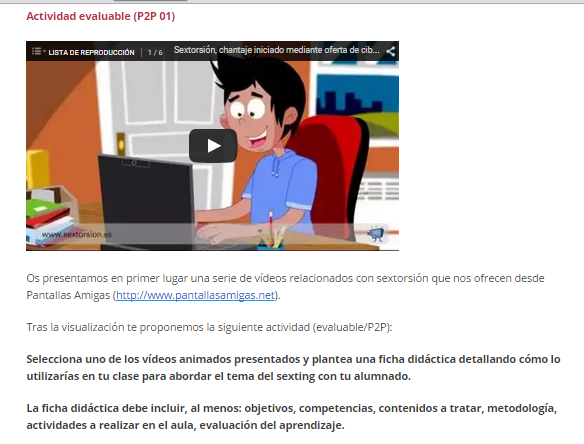 Actividad evaluable (P2P 01)
LISTA DE REPRODUCCIÓN | 1 / 6 Sextorsión, chantaje iniciado mediante oferta de cib...
www.sextorsion.es
Os presentamos en primer lugar una serie de vídeos relacionados con sextorsión que nos ofrecen desde
Pantallas Amigas (http://www.pantallasamigas.net).
Tras la visualización te proponemos la siguiente actividad (evaluable/P2P):
Selecciona uno de los vídeos animados presentados y plantea una ficha didáctica detallando cómo lo
utilizarías en tu clase para abordar el tema del sexting con tu alumnado.
La ficha didáctica debe incluir, al menos: objetivos, competencias, contenidos a tratar, metodología,
actividades a realizar en el aula, evaluación del aprendizaje.